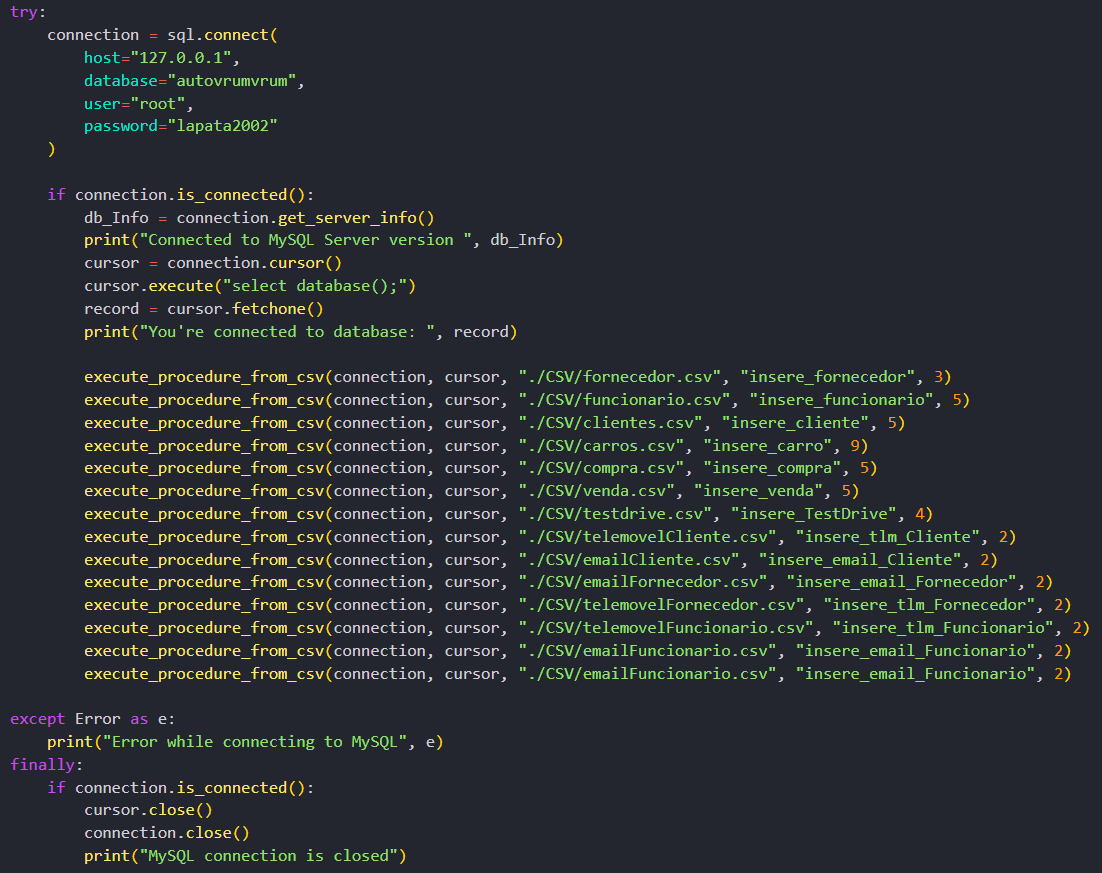 try:
    connection = sql.connect(
        host="127.0.0.1",
        database="autovrumvrum",
        user="root",
        password="lapata2002"
    )
    if connection.is_connected():
        db_Info = connection.get_server_info()
        print("Connected to MySQL Server version ", db_Info)
        cursor = connection.cursor()
        cursor.execute("select database();")
        record = cursor.fetchone()
        print("You're connected to database: ", record)
        execute_procedure_from_csv(connection, cursor, "./CSV/fornecedor.csv", "insere_fornecedor", 3)
        execute_procedure_from_csv(connection, cursor, "./CSV/funcionario.csv", "insere_funcionario", 5)
        execute_procedure_from_csv(connection, cursor, "./CSV/clientes.csv", "insere_cliente", 5)
        execute_procedure_from_csv(connection, cursor, "./CSV/carros.csv", "insere_carro", 9)
        execute_procedure_from_csv(connection, cursor, "./CSV/compra.csv", "insere_compra", 5)
        execute_procedure_from_csv(connection, cursor, "./CSV/venda.csv", "insere_venda", 5)
        execute_procedure_from_csv(connection, cursor, "./CSV/testdrive.csv", "insere_TestDrive", 4)
        execute_procedure_from_csv(connection, cursor, "./CSV/telemovelCliente.csv", "insere_tlm_Cliente", 2)
        execute_procedure_from_csv(connection, cursor, "./CSV/emailCliente.csv", "insere_email_Cliente", 2)
        execute_procedure_from_csv(connection, cursor, "./CSV/emailFornecedor.csv", "insere_email_Fornecedor", 2)
        execute_procedure_from_csv(connection, cursor, "./CSV/telemovelFornecedor.csv", "insere_tlm_Fornecedor", 2)
        execute_procedure_from_csv(connection, cursor, "./CSV/telemovelFuncionario.csv", "insere_tlm_Funcionario", 2)
        execute_procedure_from_csv(connection, cursor, "./CSV/emailFuncionario.csv", "insere_email_Funcionario", 2)
        execute_procedure_from_csv(connection, cursor, "./CSV/emailFuncionario.csv", "insere_email_Funcionario", 2)
except Error as e:
    print("Error while connecting to MySQL", e)
finally:
    if connection.is_connected():
        cursor.close()
        connection.close()
        print("MySQL connection is closed")